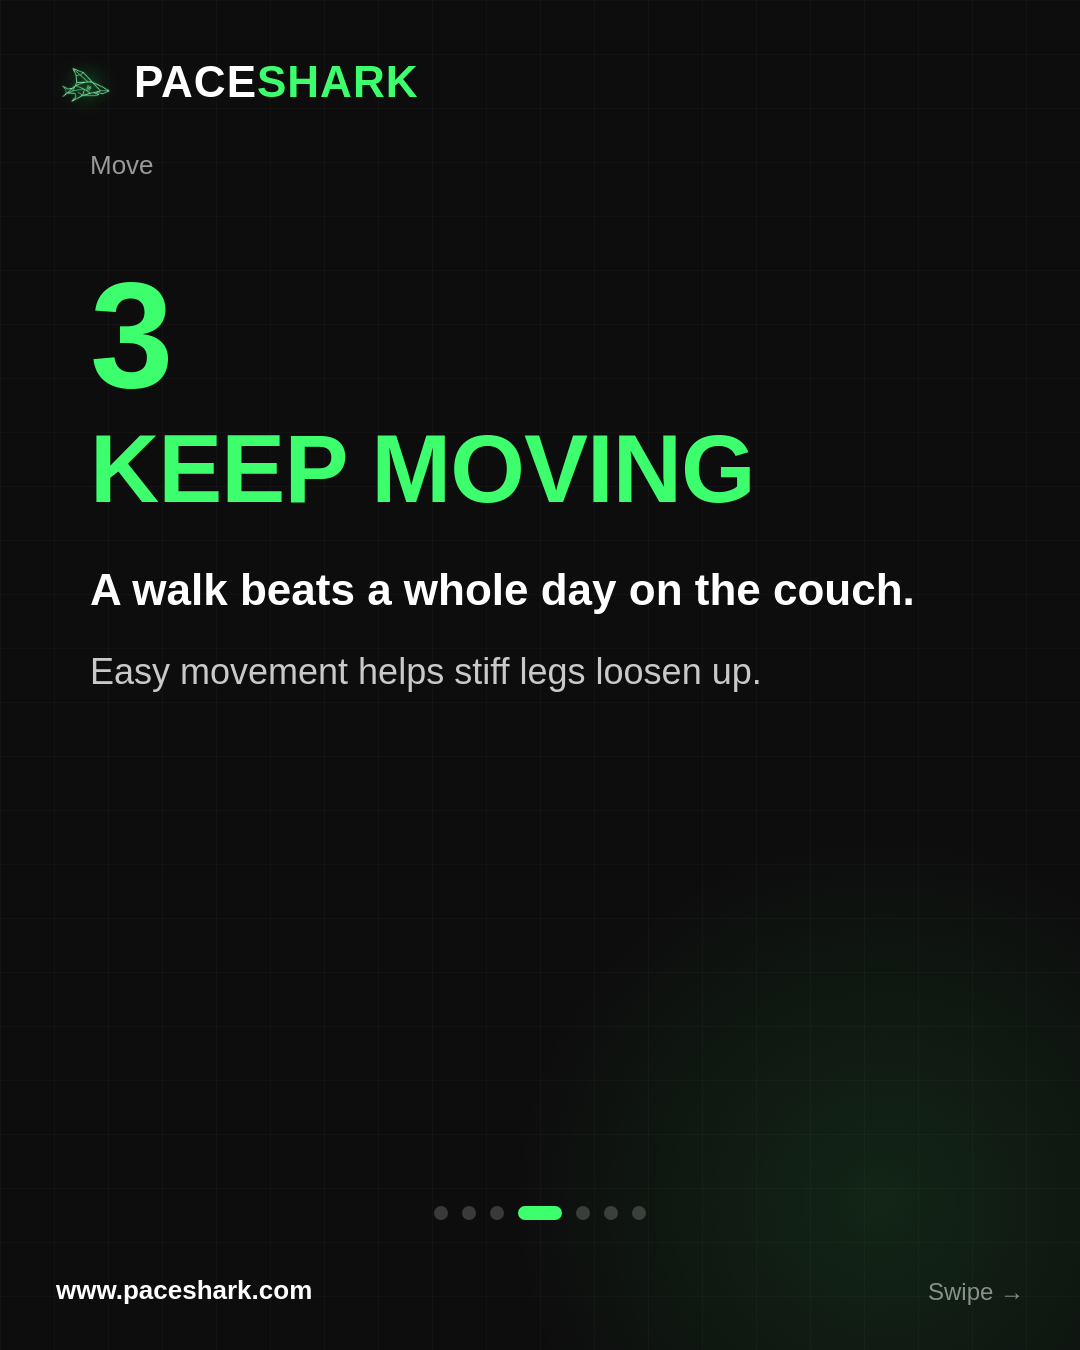 PACESHARK
Move
3
KEEP MOVING
A walk beats a whole day on the couch.
Easy movement helps stiff legs loosen up.
www.paceshark.com
Swipe →